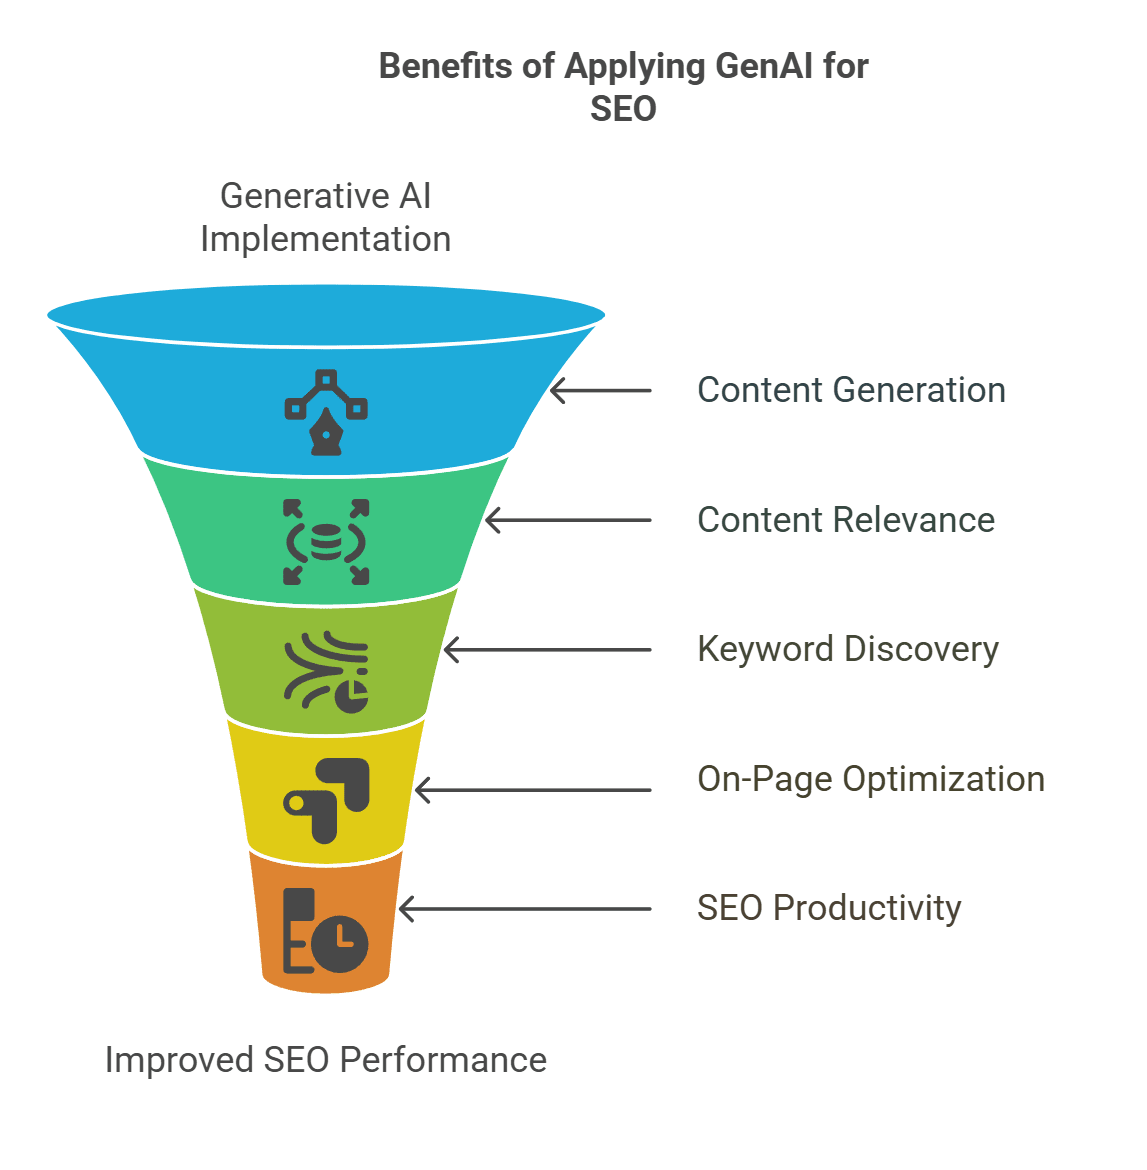 Benefits of Applying GenAI for
SEO
Generative AI
Implementation
Content Generation
Content Relevance
Keyword Discovery
On-Page Optimization
SEO Productivity
Improved SEO Performance